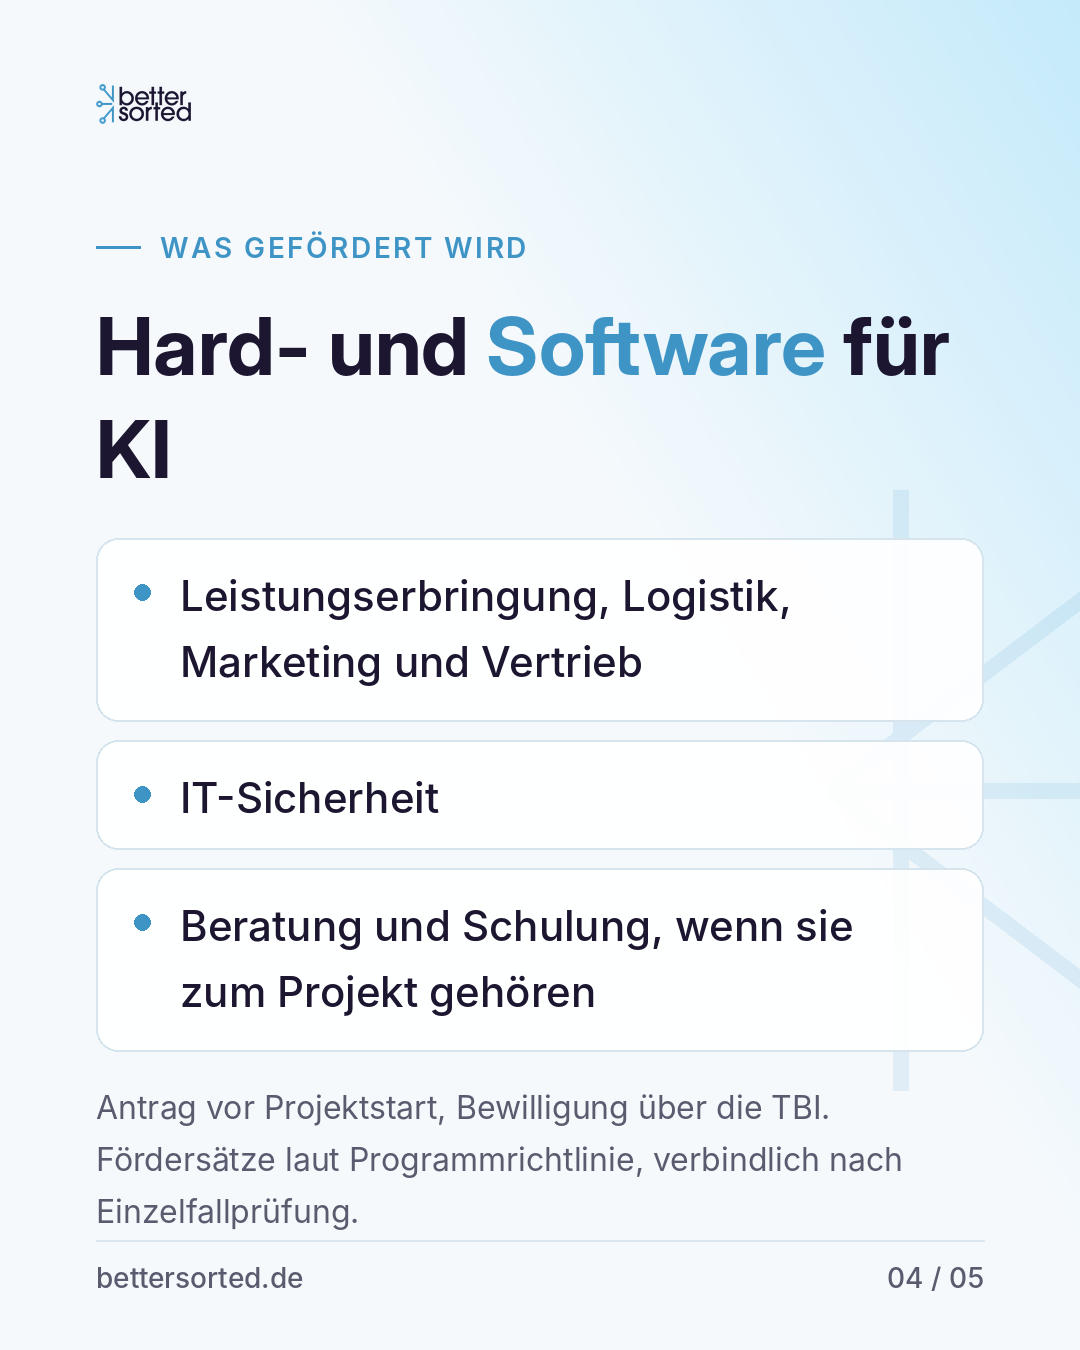 better
sorted
WAS GEFÖRDERT WIRD
Hard- und Software für
KI
Leistungserbringung, Logistik,
Marketing und Vertrieb
IT-Sicherheit
Beratung und Schulung, wenn sie
zum Projekt gehören
Antrag vor Projektstart, Bewilligung über die TBI.
Fördersätze laut Programmrichtlinie, verbindlich nach
Einzelfallprüfung.
bettersorted.de
04 / 05